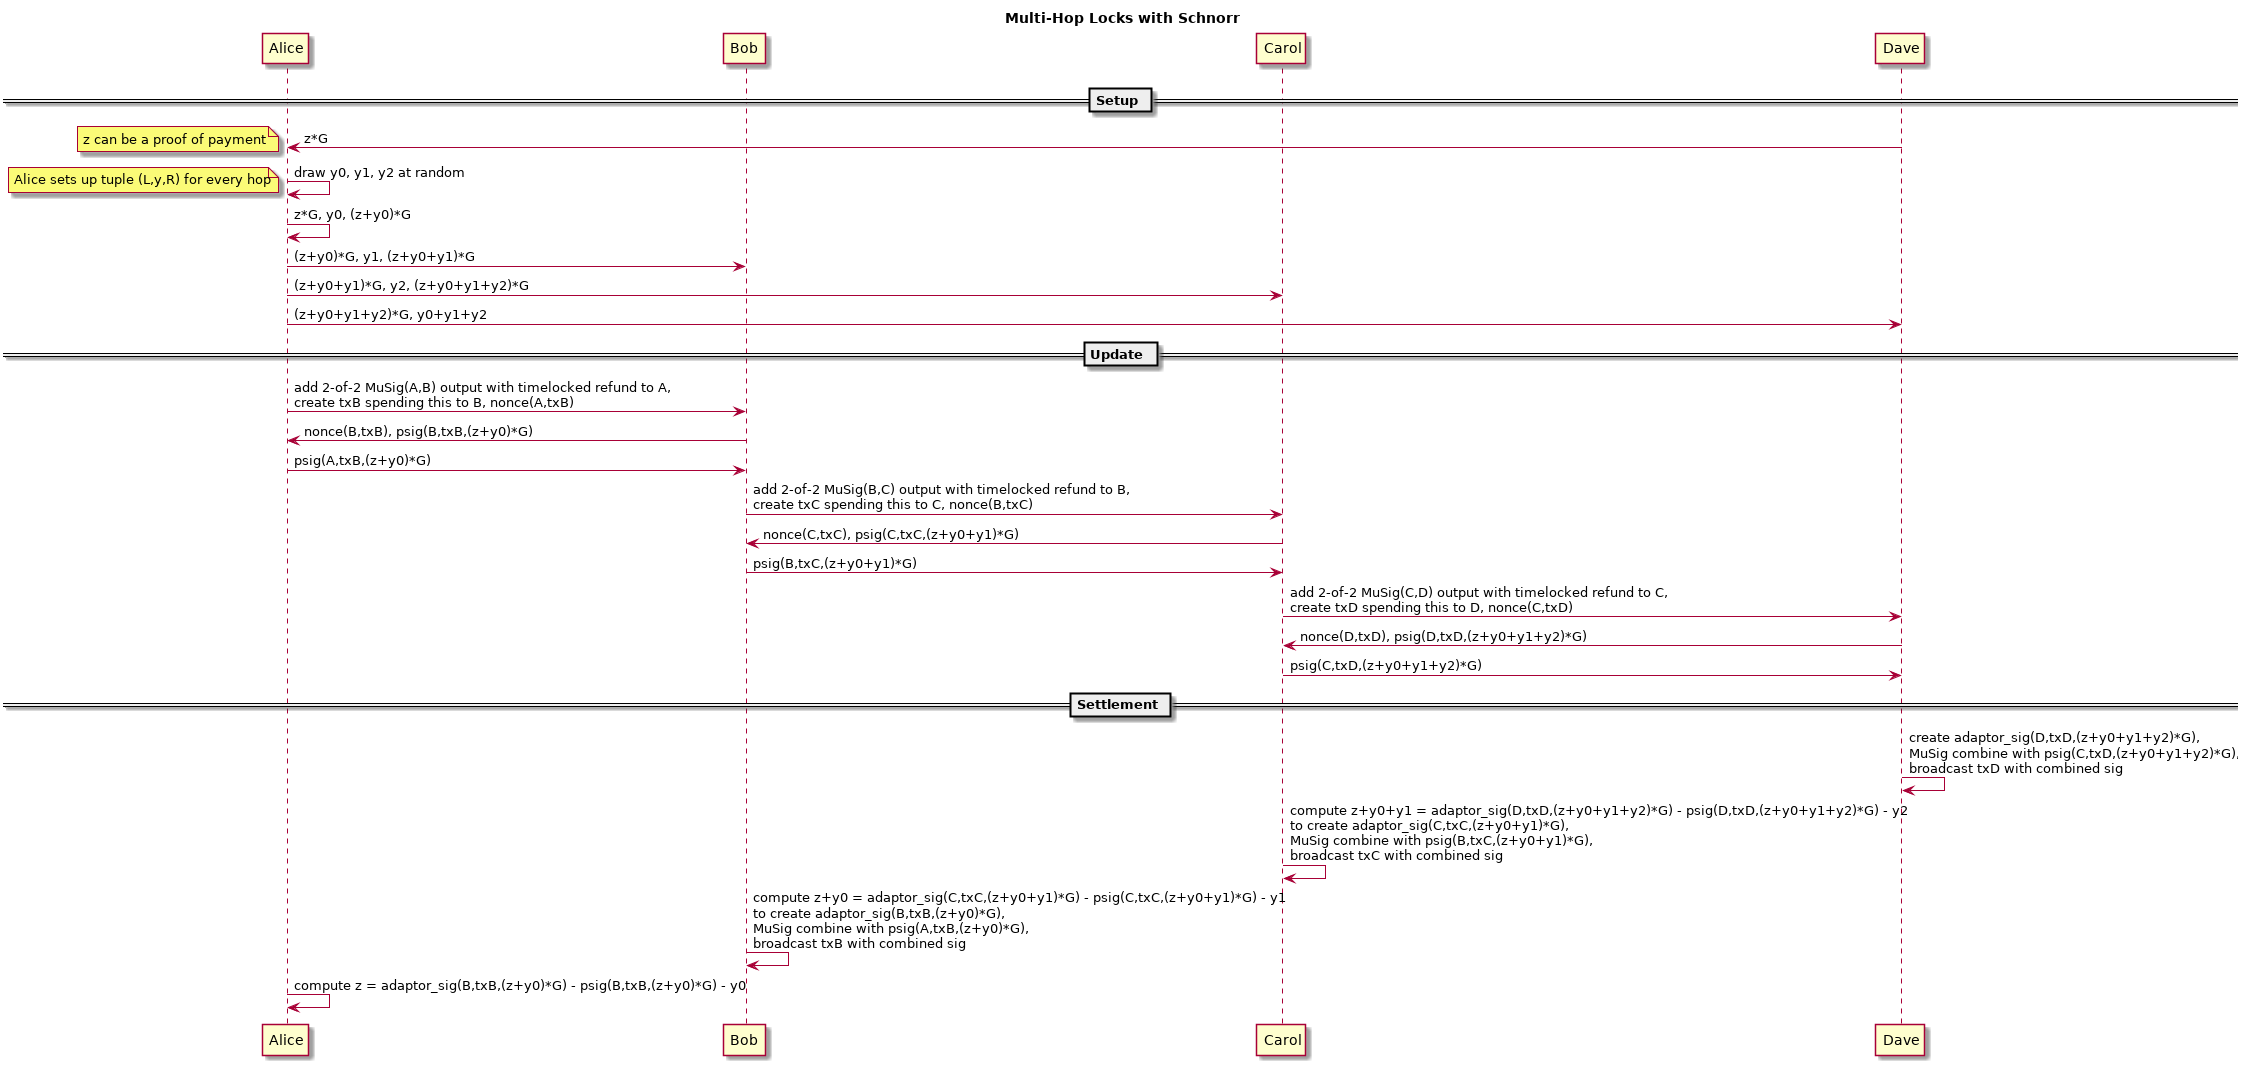 Multi-Hop Locks with Schnorr
Alice
Bob
Carol
Dave
Setup
z can be a proof of payment
z*G
Alice sets up tuple (L,y,R) for every hop
draw y0, y1, y2 at random
z*G, y0, (z+y0)*G
(z+y0)*G, y1, (z+y0+y1)*G
(z+y0+y1)*G, y2, (z+y0+y1+y2)*G
(z+y0+y1+y2)*G, y0+y1+y2
Update
add 2-of-2 MuSig(A,B) output with timelocked refund to A,
create txB spending this to B, nonce(A,txB)
nonce(B,txB), psig(B,txB,(z+y0)*G)
psig(A,txB,(z+y0)*G)
add 2-of-2 MuSig(B,C) output with timelocked refund to B,
create txC spending this to C, nonce(B,txC)
nonce(C,txC), psig(C,txC,(z+y0+y1)*G)
psig(B,txC,(z+y0+y1)*G)
add 2-of-2 MuSig(C,D) output with timelocked refund to C,
create txD spending this to D, nonce(C,txD)
nonce(D,txD), psig(D,txD,(z+y0+y1+y2)*G)
psig(C,txD,(z+y0+y1+y2)*G)
Settlement
create adaptor_sig(D,txD,(z+y0+y1+y2)*G),
MuSig combine with psig(C,txD,(z+y0+y1+y2)*G),
broadcast txD with combined sig
compute z+y0+y1 = adaptor_sig(D,txD,(z+y0+y1+y2)*G) - psig(D,txD,(z+y0+y1+y2)*G) - y2
to create adaptor_sig(C,txC,(z+y0+y1)*G),
MuSig combine with psig(B,txC,(z+y0+y1)*G),
broadcast txC with combined sig
compute z+y0 = adaptor_sig(C,txC,(z+y0+y1)*G) - psig(C,txC,(z+y0+y1)*G) - y1
to create adaptor_sig(B,txB,(z+y0)*G),
MuSig combine with psig(A,txB,(z+y0)*G),
broadcast txB with combined sig
compute z = adaptor_sig(B,txB,(z+y0)*G) - psig(B,txB,(z+y0)*G) - y0
Alice
Bob
Carol
Dave